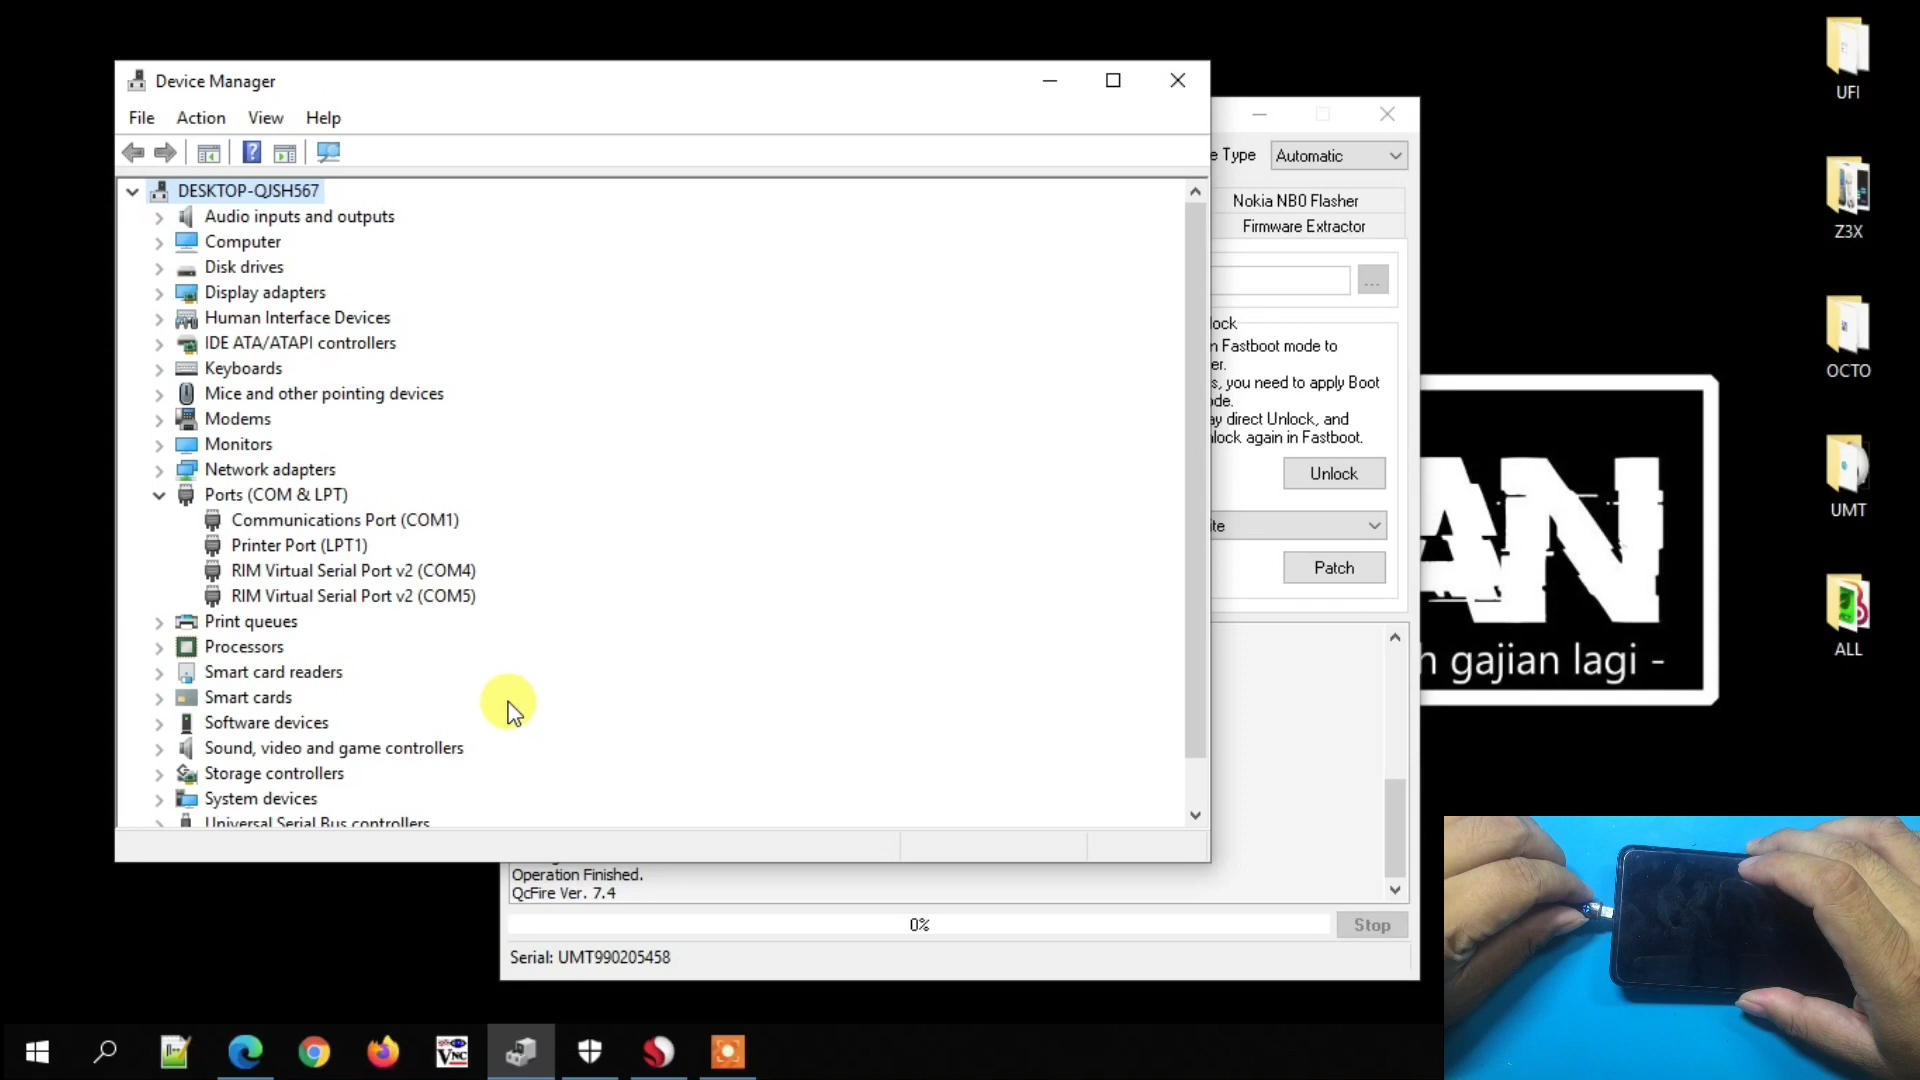 Device Manager
File Action View Help
DESKTOP-QJSH567
Audio inputs and outputs
Computer
Disk drives
Display adapters
Human Interface Devices
IDE ATA/ATAPI controllers
Keyboards
Mice and other pointing devices
Modems
Monitors
Network adapters
Ports (COM & LPT)
Communications Port (COM1)
Printer Port (LPT1)
RIM Virtual Serial Port v2 (COM4)
RIM Virtual Serial Port v2 (COM5)
Print queues
Processors
Smart card readers
Smart cards
Software devices
Sound, video and game controllers
Storage controllers
System devices
Universal Serial Bus controllers
e Type Automatic
Nokia NB0 Flasher
Firmware Extractor
...
lock
n Fastboot mode to
er.
s, you need to apply Boot
ode.
ay direct Unlock, and
nlock again in Fastboot.
Unlock
ite
Patch
Operation Finished.
QcFire Ver. 7.4
0%
Stop
Serial: UMT990205458
AN
h gajian lagi -
UFI
Z3X
OCTO
UMT
ALL
VNC